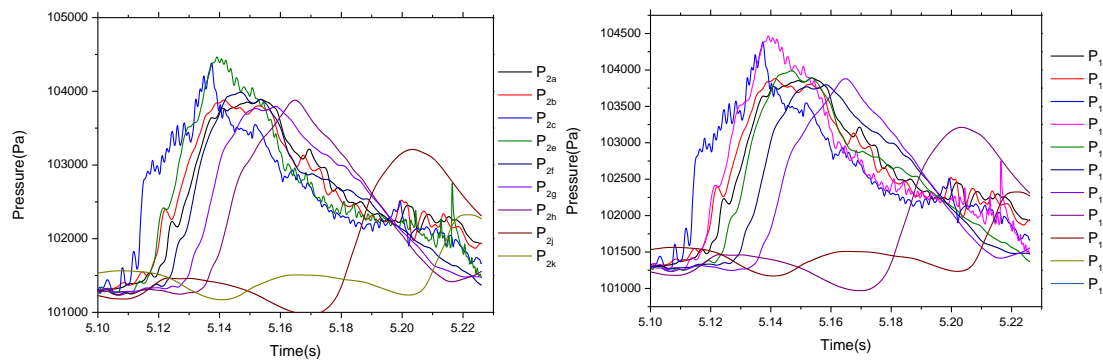 105000
104000
103000
102000
101000
Pressure(Pa)
5.10 5.12 5.14 5.16 5.18 5.20 5.22
Time(s)
P2a
P2b
P2c
P2e
P2f
P2g
P2h
P2j
P2k
104500
104000
103500
103000
102500
102000
101500
101000
Pressure(Pa)
5.10 5.12 5.14 5.16 5.18 5.20 5.22
Time(s)
P1
P1
P1
P1
P1
P1
P1
P1
P1
P1
P1